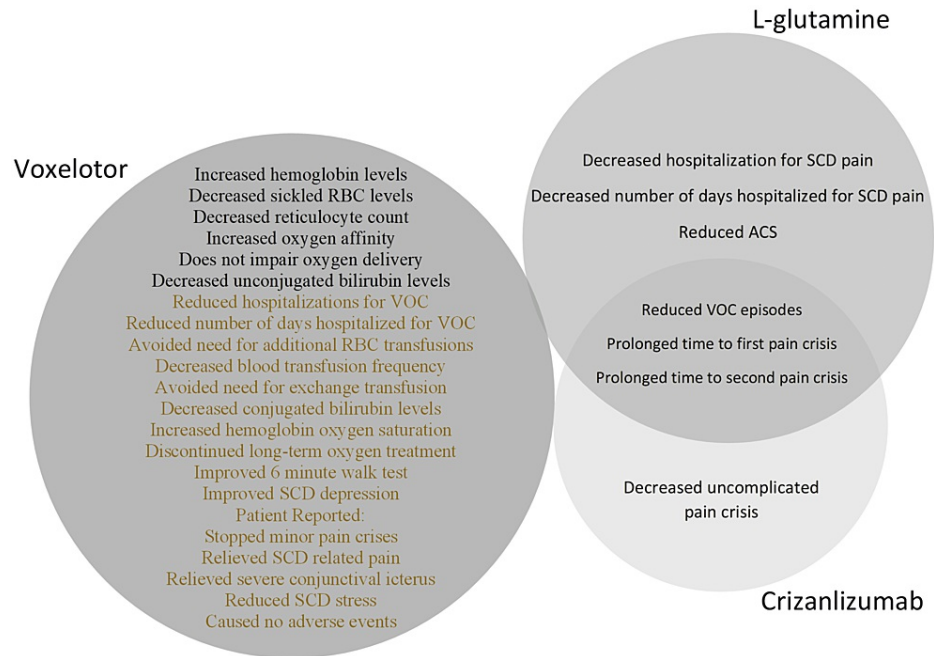 L-glutamine
Decreased hospitalization for SCD pain
Decreased number of days hospitalized for SCD pain
Reduced ACS
Voxelotor
Increased hemoglobin levels
Decreased sickled RBC levels
Decreased reticulocyte count
Increased oxygen affinity
Does not impair oxygen delivery
Decreased unconjugated bilirubin levels
Reduced hospitalizations for VOC
Reduced number of days hospitalized for VOC
Avoided need for additional RBC transfusions
Decreased blood transfusion frequency
Avoided need for exchange transfusion
Decreased conjugated bilirubin levels
Increased hemoglobin oxygen saturation
Discontinued long-term oxygen treatment
Improved 6 minute walk test
Improved SCD depression
Patient Reported:
Stopped minor pain crises
Relieved SCD related pain
Relieved severe conjunctival icterus
Reduced SCD stress
Caused no adverse events
Reduced VOC episodes
Prolonged time to first pain crisis
Prolonged time to second pain crisis
Decreased uncomplicated
pain crisis
Crizanlizumab